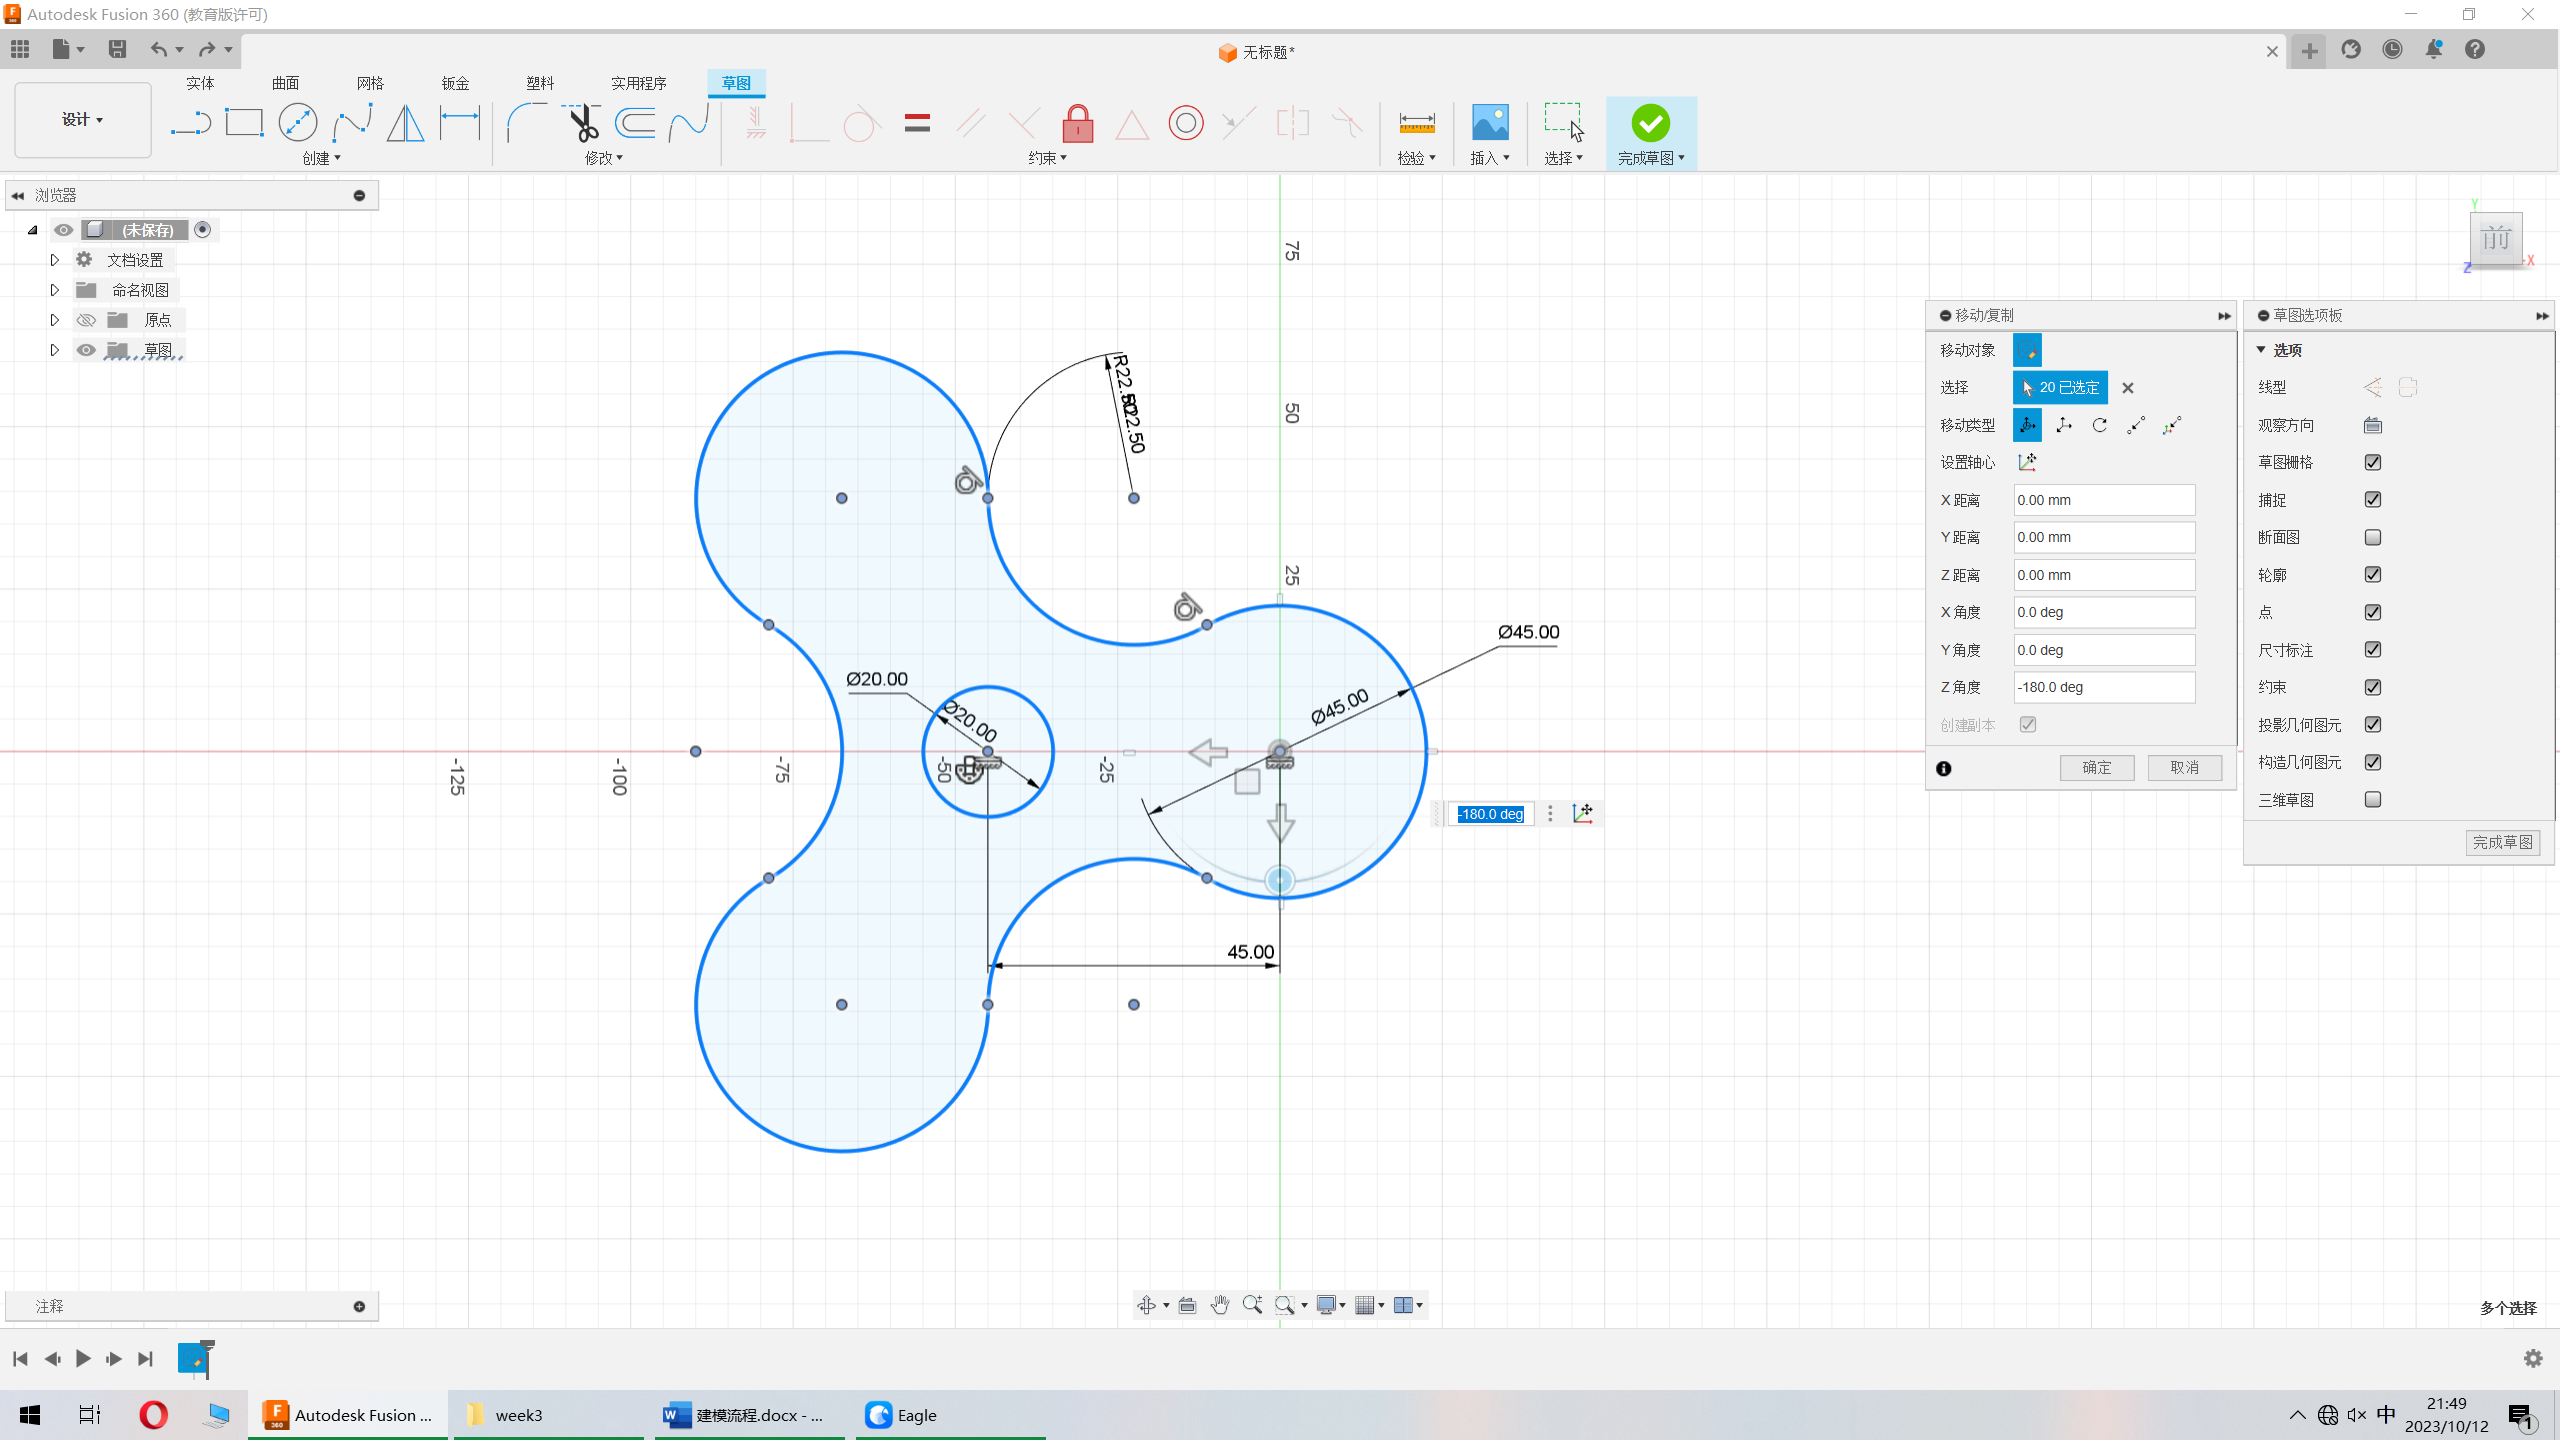 Autodesk Fusion 360 (教育版许可)
无标题*
实体 曲面 网格 钣金 塑料 实用程序 草图
设计
创建 修改 约束 检验 插入 选择 完成草图
浏览器
(未保存)
文档设置
命名视图
原点
草图
Y
前
Z
X
75
50
25
-125
-100
-75
-50
-25
R22.50
R22.50
Ø20.00
Ø20.00
Ø45.00
Ø45.00
45.00
-180.0 deg
移动/复制
移动对象
选择 20 已选定
移动类型
设置轴心
X 距离 0.00 mm
Y 距离 0.00 mm
Z 距离 0.00 mm
X 角度 0.0 deg
Y 角度 0.0 deg
Z 角度 -180.0 deg
创建副本
确定 取消
草图选项板
选项
线型
观察方向
草图栅格
捕捉
断面图
轮廓
点
尺寸标注
约束
投影几何图元
构造几何图元
三维草图
完成草图
注释
多个选择
Autodesk Fusion ...
week3
建模流程.docx - ...
Eagle
中
21:49
2023/10/12
1